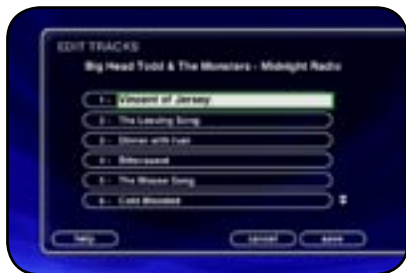 EDIT TRACKS
Big Head Todd & The Monsters - Midnight Radio
1 - Vincent of Jersey
2 - The Leaving Song
3 - Dinner with Ivan
4 - Bittersweet
5 - The Moose Song
6 - Cold Blooded
help cancel save